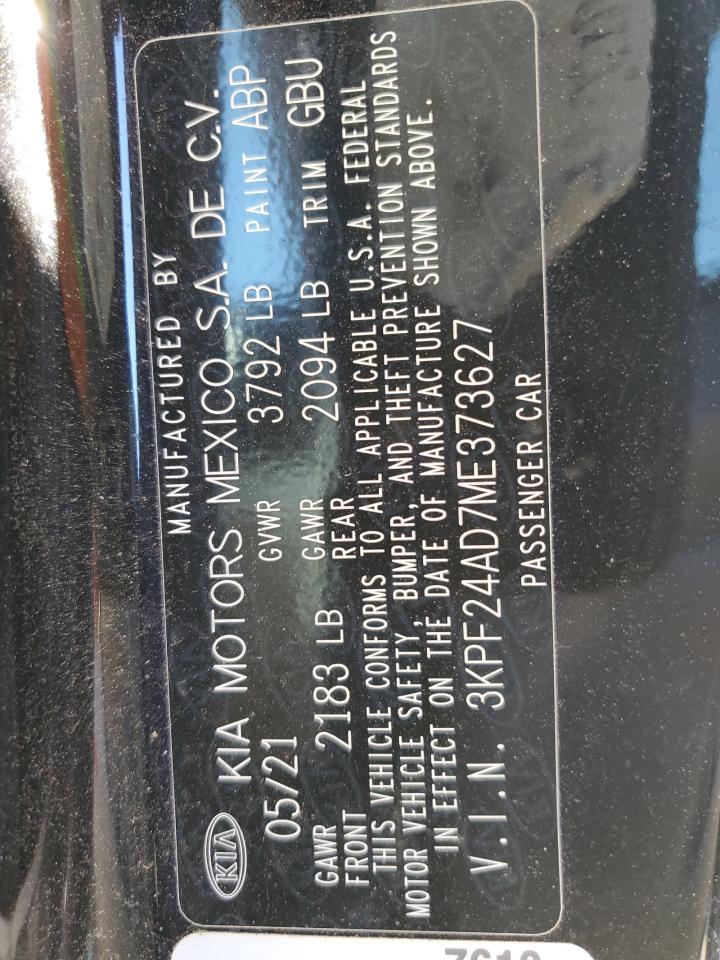 MANUFACTURED BY
KIA KIA MOTORS MEXICO S.A. DE C.V.
05/21 GVWR 3792 LB PAINT ABP
GAWR FRONT 2183 LB GAWR REAR 2094 LB TRIM GBU
THIS VEHICLE CONFORMS TO ALL APPLICABLE U.S.A. FEDERAL
MOTOR VEHICLE SAFETY, BUMPER, AND THEFT PREVENTION STANDARDS
IN EFFECT ON THE DATE OF MANUFACTURE SHOWN ABOVE.
V.I.N. 3KPF24AD7ME373627
PASSENGER CAR